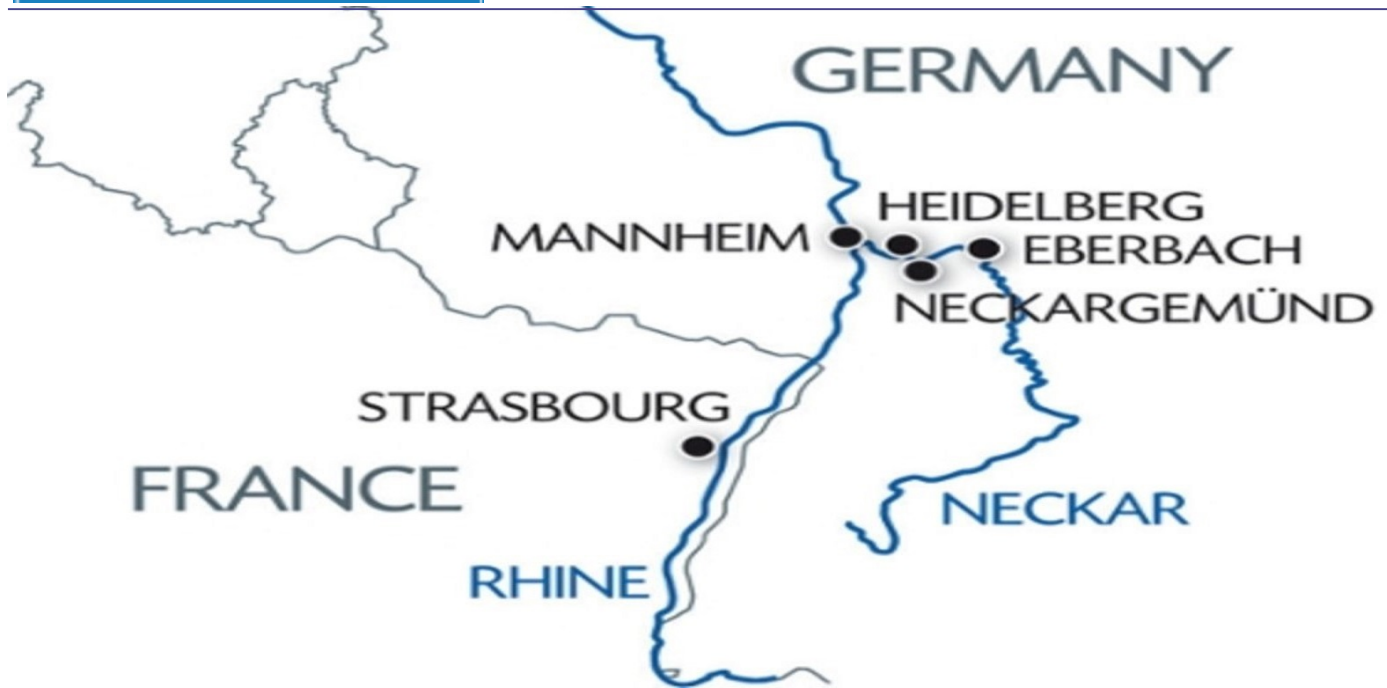 GERMANY
HEIDELBERG
MANNHEIM
EBERBACH
NECKARGEMÜND
STRASBOURG
FRANCE
NECKAR
RHINE